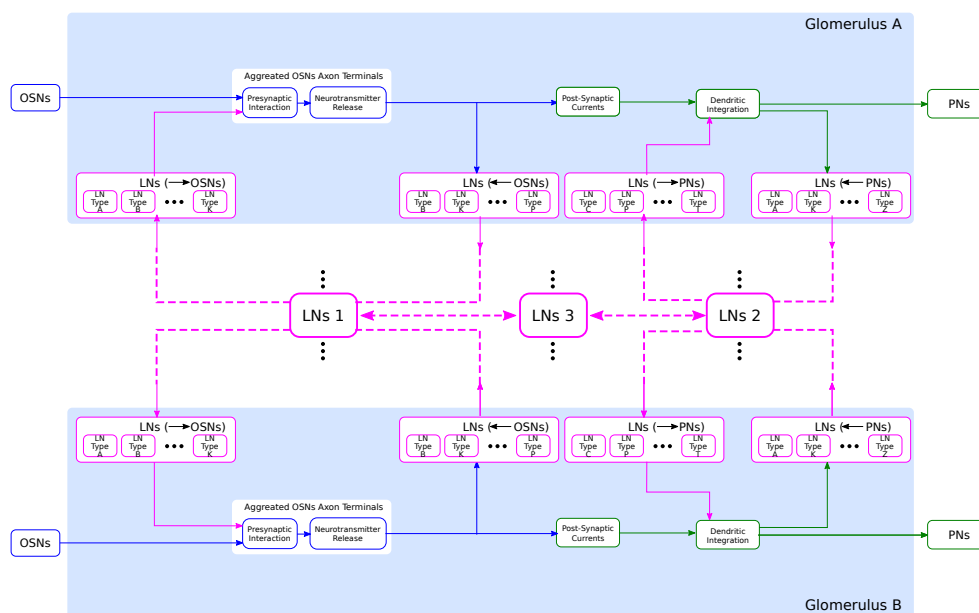 Glomerulus A
Aggreated OSNs Axon Terminals
OSNs
Presynaptic
Interaction
Neurotransmitter
Release
Post-Synaptic
Currents
Dendritic
Integration
PNs
LNs (→OSNs)
LN
Type
A
LN
Type
B
•••
LN
Type
K
LNs (←OSNs)
LN
Type
B
LN
Type
K
•••
LN
Type
P
LNs (→PNs)
LN
Type
C
LN
Type
P
•••
LN
Type
T
LNs (←PNs)
LN
Type
A
LN
Type
K
•••
LN
Type
Z
LNs 1
LNs 3
LNs 2
LNs (→OSNs)
LN
Type
A
LN
Type
B
•••
LN
Type
K
LNs (←OSNs)
LN
Type
B
LN
Type
K
•••
LN
Type
P
LNs (→PNs)
LN
Type
C
LN
Type
P
•••
LN
Type
T
LNs (←PNs)
LN
Type
A
LN
Type
K
•••
LN
Type
Z
Aggreated OSNs Axon Terminals
OSNs
Presynaptic
Interaction
Neurotransmitter
Release
Post-Synaptic
Currents
Dendritic
Integration
PNs
Glomerulus B